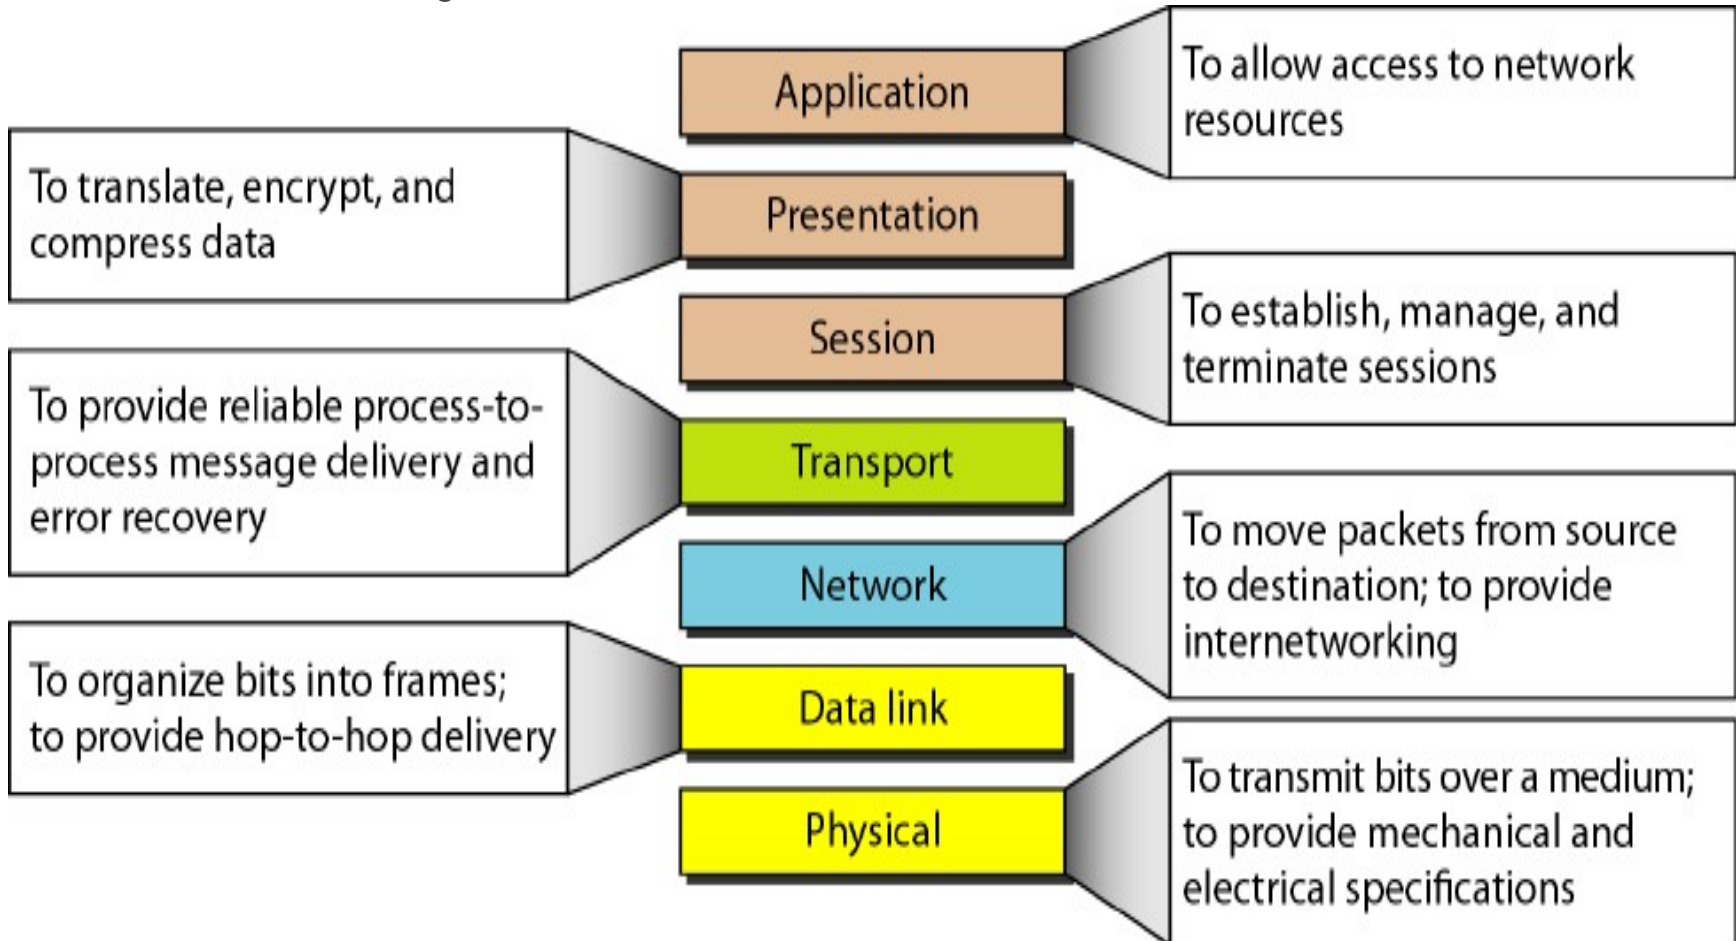 Application
To allow access to network
resources
To translate, encrypt, and
compress data
Presentation
Session
To establish, manage, and
terminate sessions
To provide reliable process-to-
process message delivery and
error recovery
Transport
Network
To move packets from source
to destination; to provide
internetworking
To organize bits into frames;
to provide hop-to-hop delivery
Data link
Physical
To transmit bits over a medium;
to provide mechanical and
electrical specifications